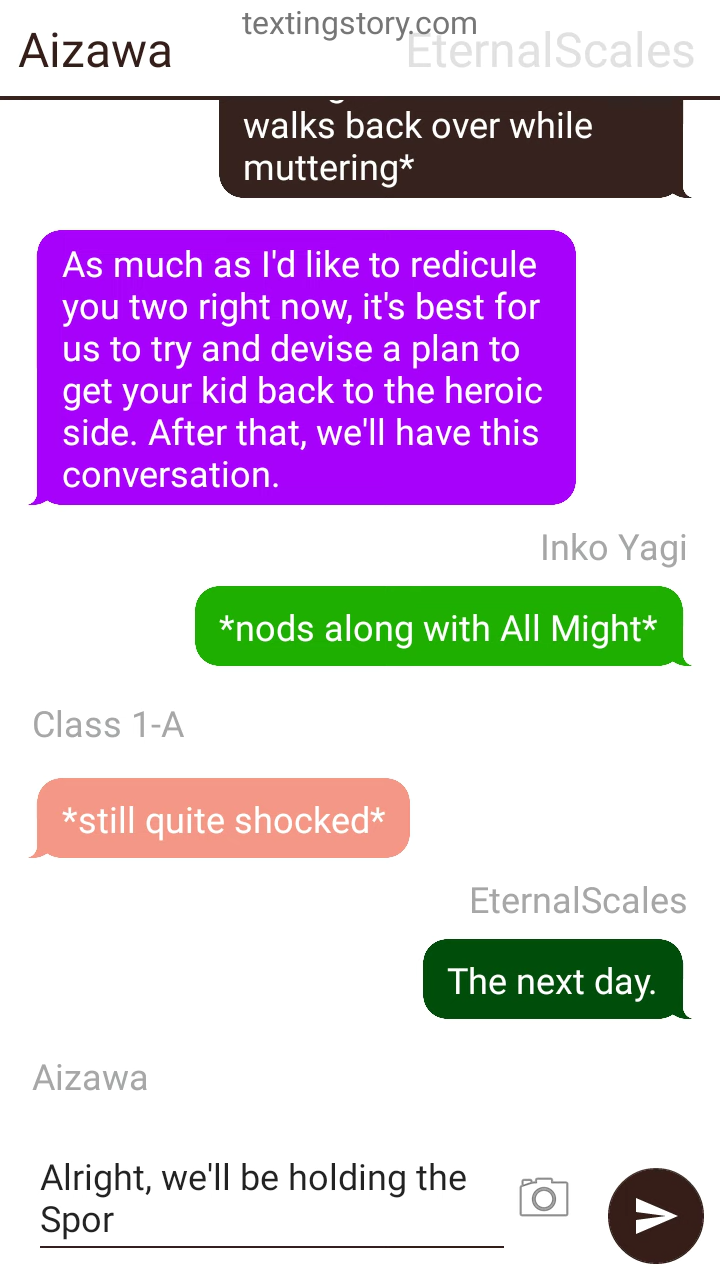 textingstory.com
Aizawa
EternalScales
walks back over while
muttering*
As much as I'd like to redicule
you two right now, it's best for
us to try and devise a plan to
get your kid back to the heroic
side. After that, we'll have this
conversation.
Inko Yagi
*nods along with All Might*
Class 1-A
*still quite shocked*
EternalScales
The next day.
Aizawa
Alright, we'll be holding the
Spor